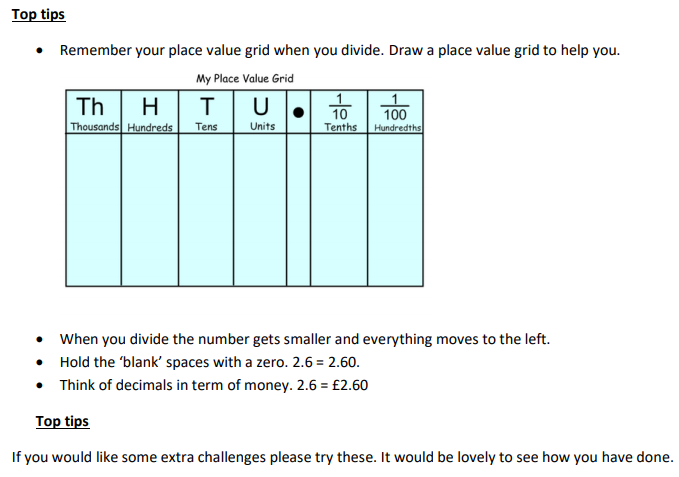 Top tips
• Remember your place value grid when you divide. Draw a place value grid to help you.
My Place Value Grid
Th H T U • 1/10 1/100
Thousands Hundreds Tens Units Tenths Hundredths
• When you divide the number gets smaller and everything moves to the left.
• Hold the ‘blank’ spaces with a zero. 2.6 = 2.60.
• Think of decimals in term of money. 2.6 = £2.60
Top tips
If you would like some extra challenges please try these. It would be lovely to see how you have done.